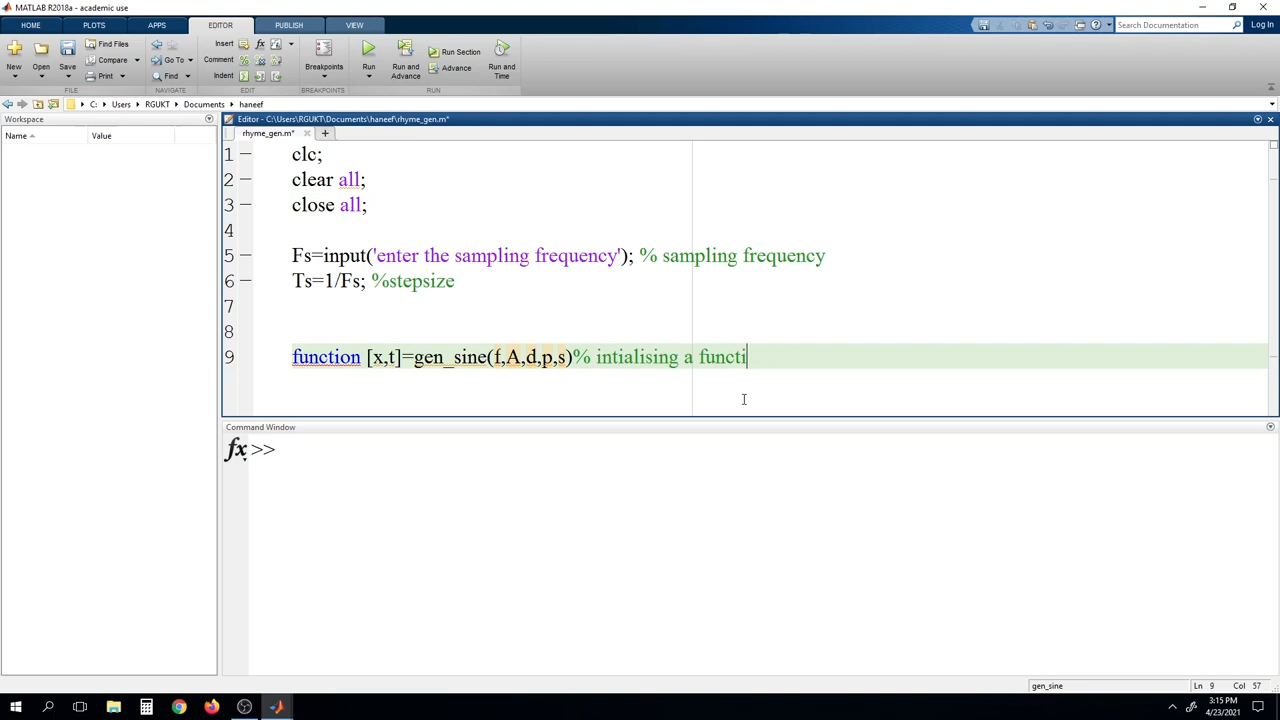 MATLAB R2018a - academic use
HOME PLOTS APPS EDITOR PUBLISH VIEW Search Documentation Log In
New Open Save Find Files Compare Print Go To Find Insert Comment Indent fx Breakpoints Run Run and Advance Run Section Advance Run and Time
FILE NAVIGATE EDIT BREAKPOINTS RUN
C: Users RGUKT Documents haneef
Workspace
Name Value
Editor - C:\Users\RGUKT\Documents\haneef\rhyme_gen.m*
rhyme_gen.m*
1 clc;
2 clear all;
3 close all;
4
5 Fs=input('enter the sampling frequency'); % sampling frequency
6 Ts=1/Fs; %stepsize
7
8
9 function [x,t]=gen_sine(f,A,d,p,s)% intialising a functi
Command Window
fx >>
gen_sine Ln 9 Col 57
3:15 PM
4/23/2021